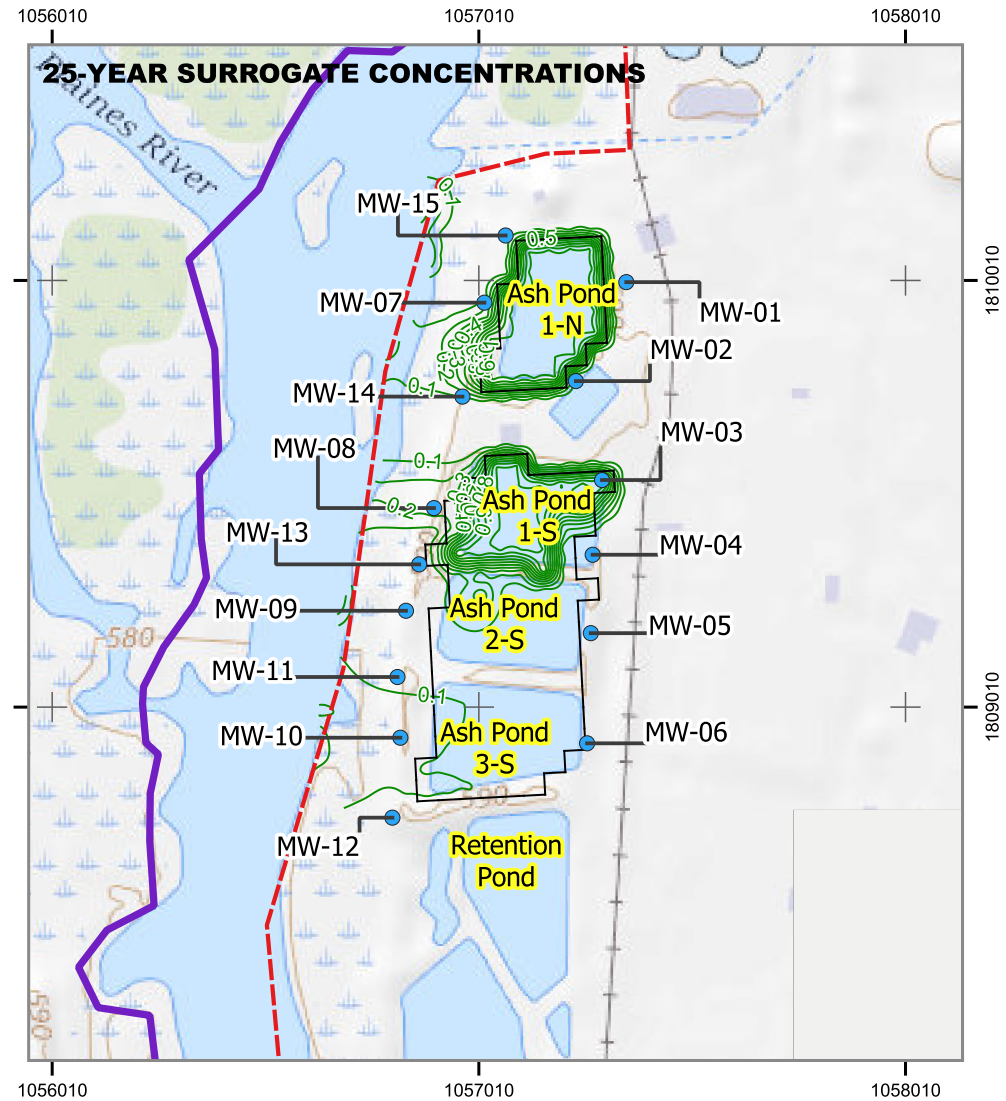 1056010 1057010 1058010
25-YEAR SURROGATE CONCENTRATIONS
Plaines River
0.1
MW-15
0.5
1810010
MW-07
Ash Pond
1-N
MW-01
MW-02
0.1
MW-14
MW-03
MW-08
0.1
Ash Pond
1-S
0.2
MW-13
MW-04
MW-09
Ash Pond
2-S
MW-05
580
MW-11
0.1
1809010
MW-10
Ash Pond
3-S
MW-06
590
MW-12
Retention
Pond
590
1056010 1057010 1058010